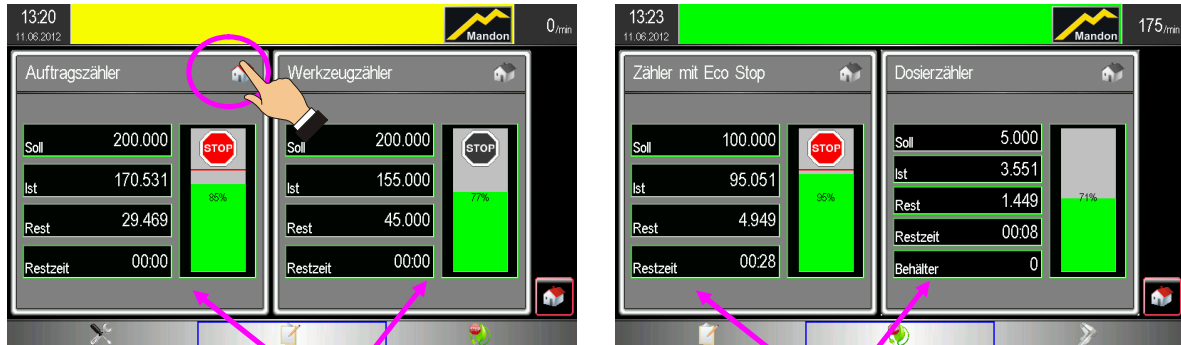 13:20
11.06.2012
Mandon
0/min
Auftragszähler
Werkzeugzähler
Soll 200.000
Ist 170.531
Rest 29.469
Restzeit 00:00
STOP
85%
Soll 200.000
Ist 155.000
Rest 45.000
Restzeit 00:00
STOP
77%
13:23
11.06.2012
Mandon
175/min
Zähler mit Eco Stop
Dosierzähler
Soll 100.000
Ist 95.051
Rest 4.949
Restzeit 00:28
STOP
95%
Soll 5.000
Ist 3.551
Rest 1.449
Restzeit 00:08
Behälter 0
71%